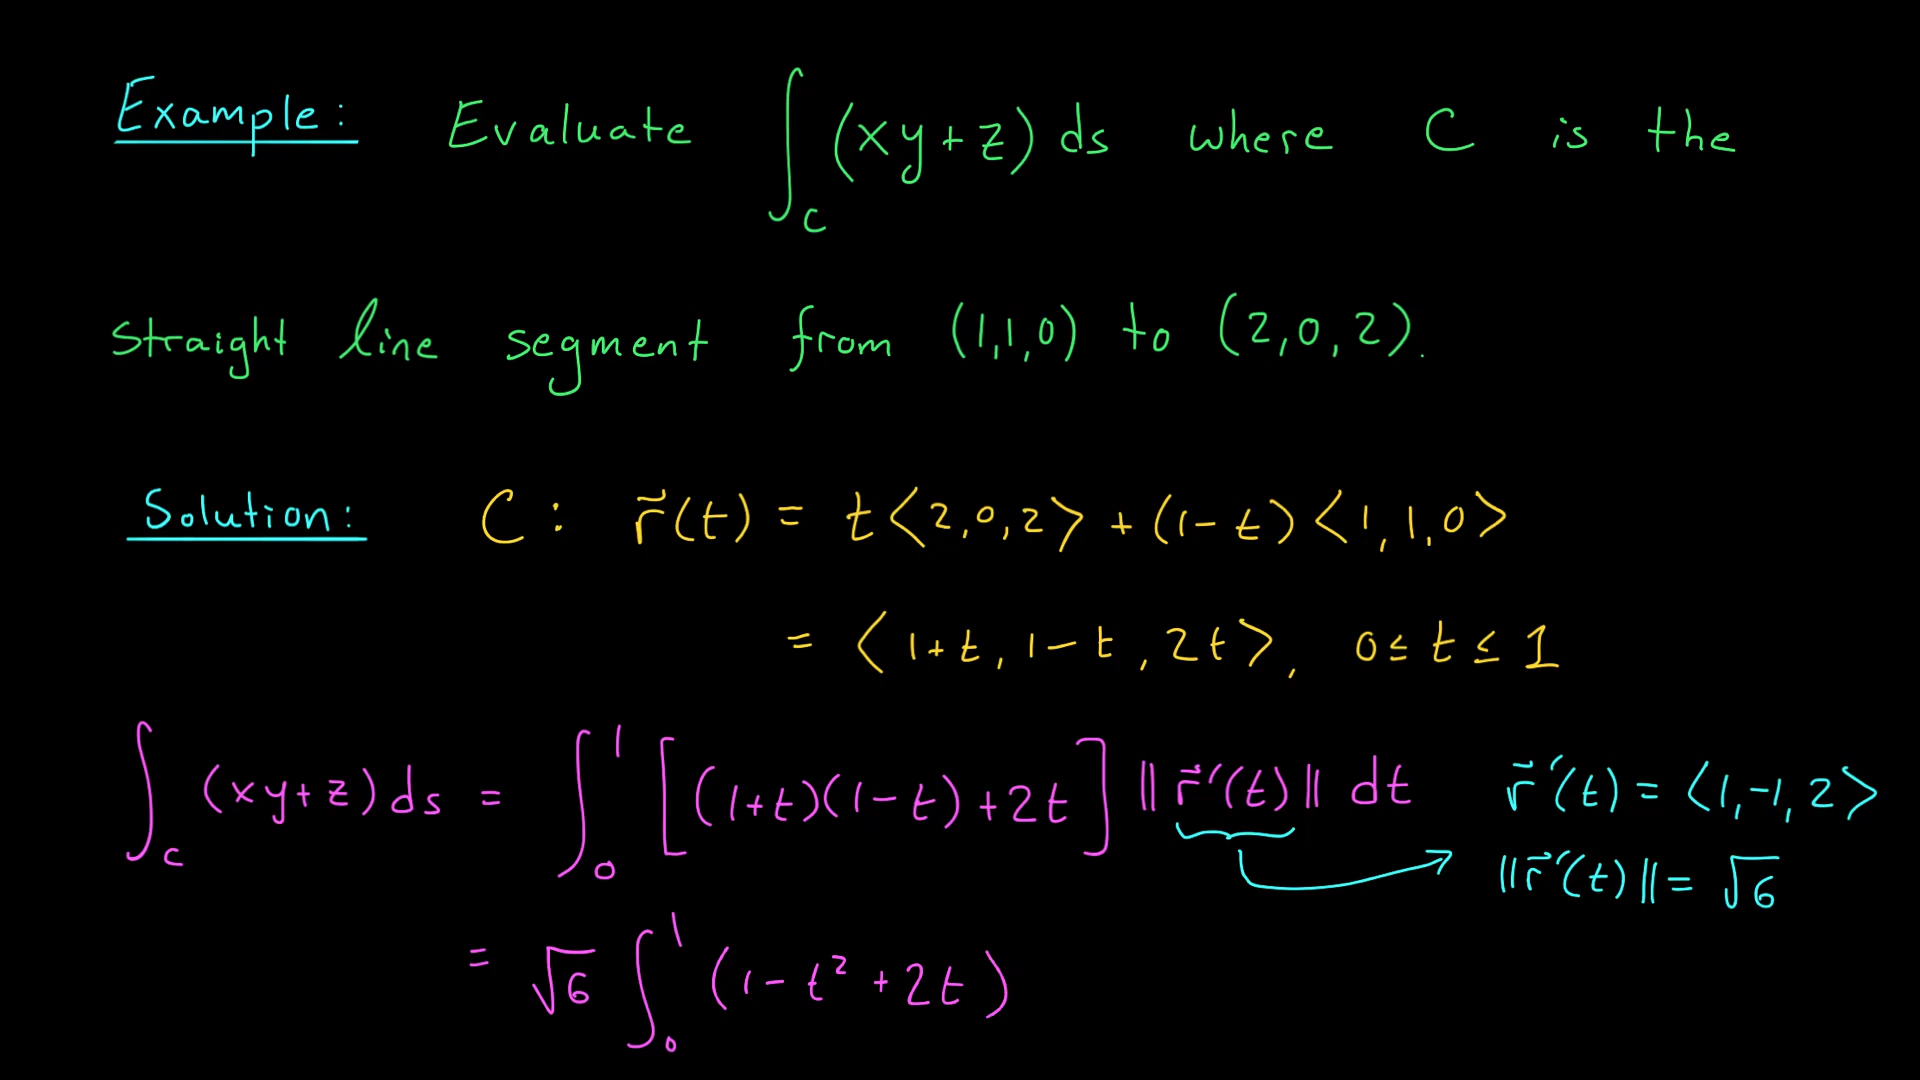 Example: Evaluate ∫_C (xy+z) ds where C is the
straight line segment from (1,1,0) to (2,0,2).
Solution: C: r⃗(t) = t⟨2,0,2⟩ + (1-t)⟨1,1,0⟩
= ⟨1+t, 1-t, 2t⟩, 0 ≤ t ≤ 1
∫_C (xy+z) ds = ∫_0^1 [(1+t)(1-t)+2t] ‖r⃗'(t)‖ dt r⃗'(t) = ⟨1,-1,2⟩
‖r⃗'(t)‖ = √6
= √6 ∫_0^1 (1-t²+2t)